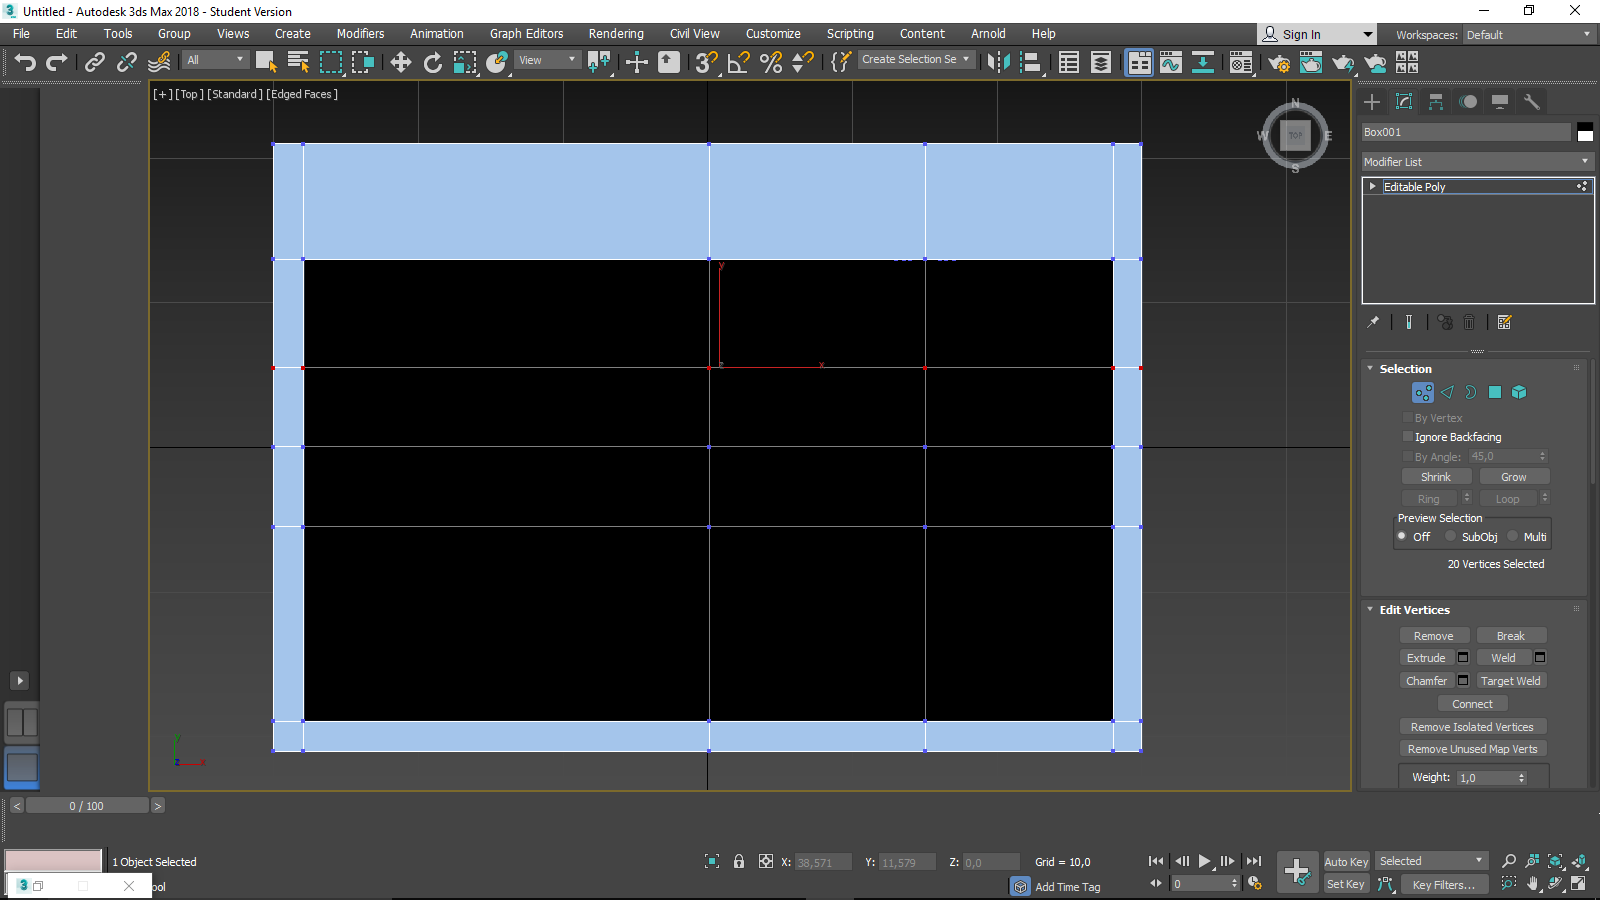 Untitled - Autodesk 3ds Max 2018 - Student Version
File Edit Tools Group Views Create Modifiers Animation Graph Editors Rendering Civil View Customize Scripting Content Arnold Help
Sign In
Workspaces: Default
All
View
Create Selection Se
[+] [Top] [Standard] [Edged Faces]
N
W TOP E
S
y
z
x
y
z x
Box001
Modifier List
Editable Poly
Selection
By Vertex
Ignore Backfacing
By Angle: 45,0
Shrink Grow
Ring Loop
Preview Selection
Off SubObj Multi
20 Vertices Selected
Edit Vertices
Remove Break
Extrude Weld
Chamfer Target Weld
Connect
Remove Isolated Vertices
Remove Unused Map Verts
Weight: 1,0
< 0 / 100 >
1 Object Selected
X: 38,571 Y: 11,579 Z: 0,0 Grid = 10,0
Auto Key Selected
ool
Add Time Tag
0
Set Key Key Filters...